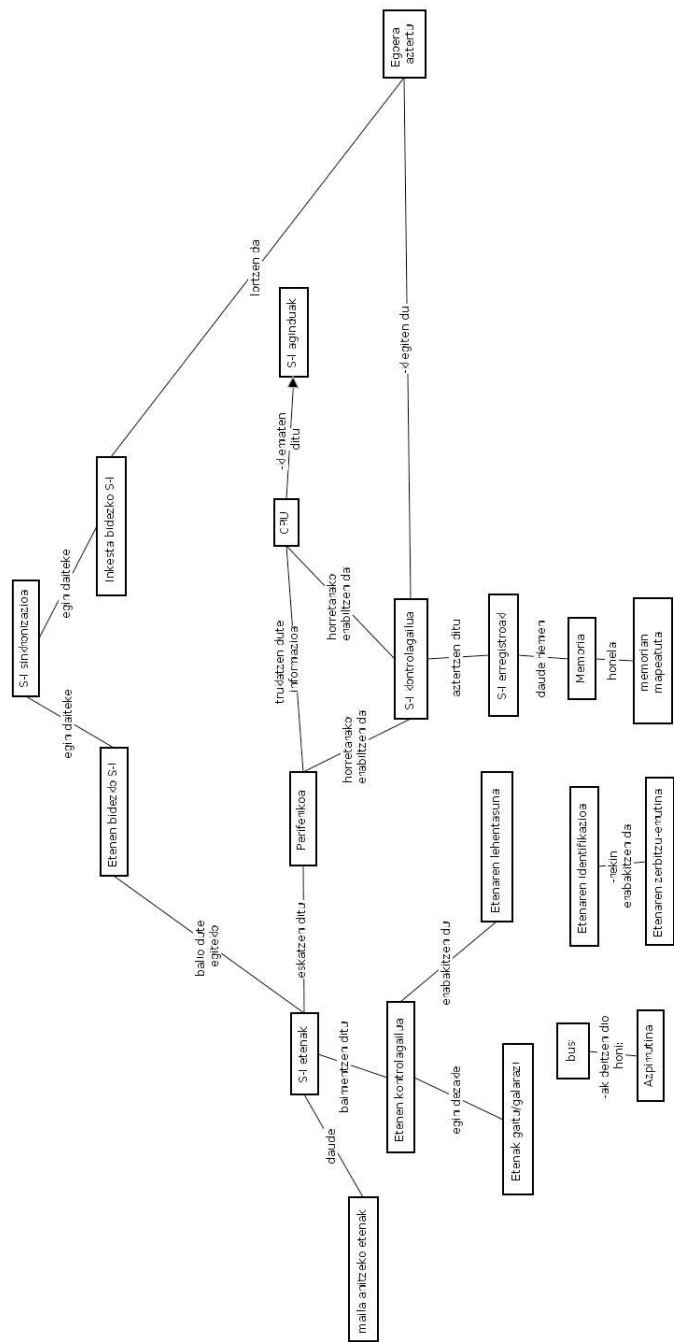 S-I sinkronizazioa
egin daiteke
egin daiteke
Etenen bidezko S-I
Inkesta bidezko S-I
balio dute
egiteko
lortzen da
S-I etenak
eskatzen ditu
Periferikoa
trukatzen dute
informazioa
CPU
-k ematen
ditu
S-I aginduak
daude
baimentzen ditu
horretarako
erabiltzen da
horretarako
erabiltzen da
maila anitzeko etenak
Etenen kontrolagailua
S-I kontrolagailua
-k egiten du
Egoera
aztertu
egin dezake
erabakitzen du
aztertzen ditu
Etenak gaitu/galarazi
Etenaren lehentasuna
S-I erregistroak
daude hemen
bus
Etenaren identifikazioa
Memoria
-ak deitzen dio
honi:
-rekin
erabakitzen da
honela
Azpirrutina
Etenaren zerbitzu-errutina
memorian
mapeatuta